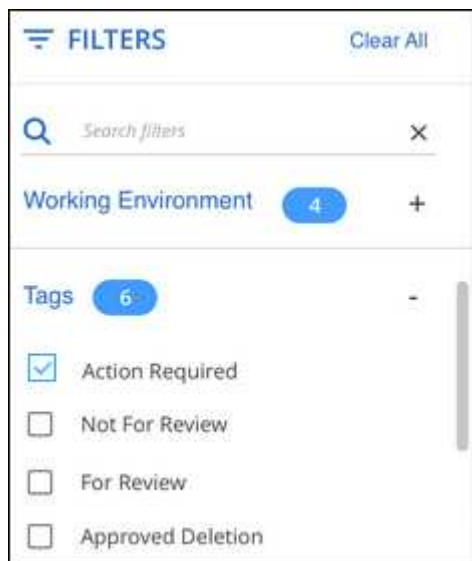 FILTERS Clear All
Search filters
Working Environment 4 +
Tags 6 -
Action Required
Not For Review
For Review
Approved Deletion